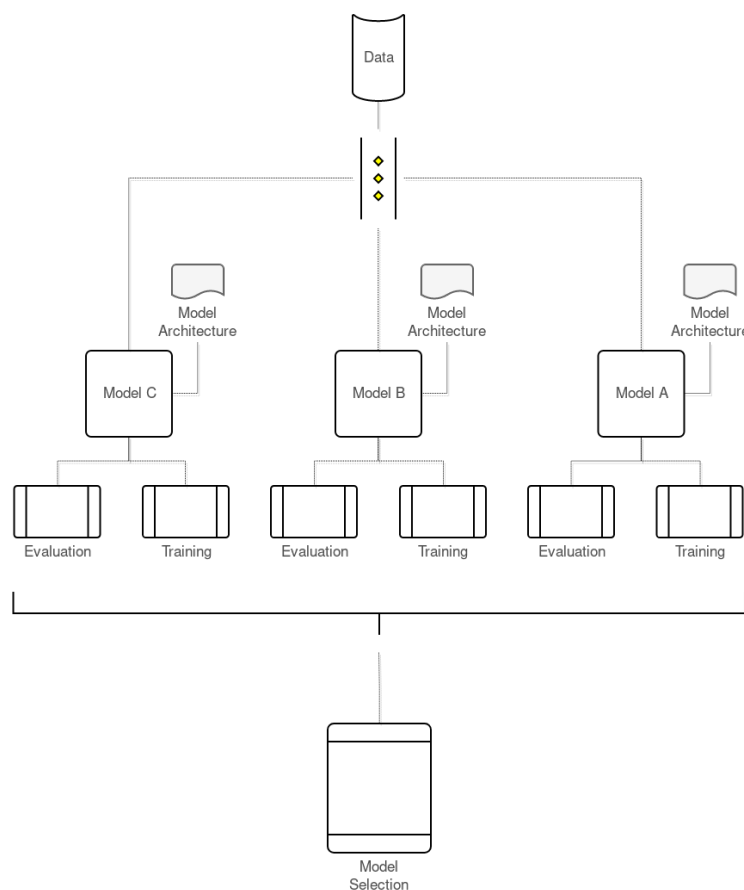 Data
Model
Architecture
Model
Architecture
Model
Architecture
Model C
Model B
Model A
Evaluation
Training
Evaluation
Training
Evaluation
Training
Model
Selection